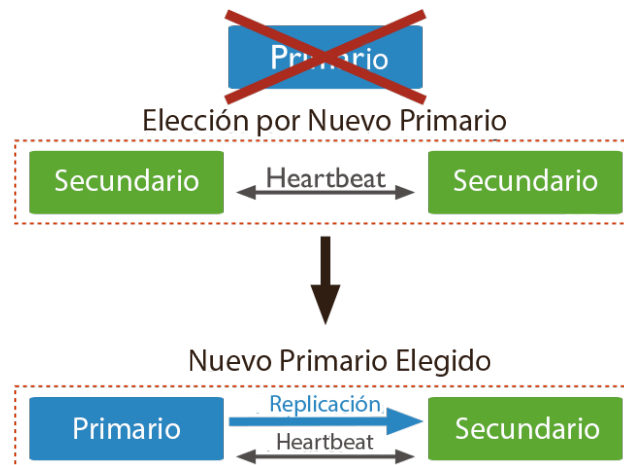 Primario
Elección por Nuevo Primario
Secundario
Heartbeat
Secundario
Nuevo Primario Elegido
Primario
Replicación
Heartbeat
Secundario